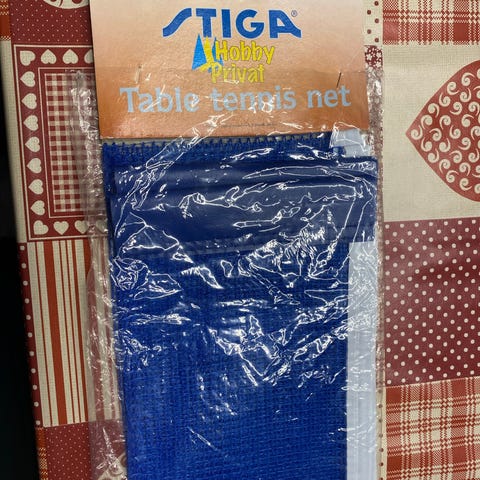 STIGA
Hobby
Privat
Table tennis net